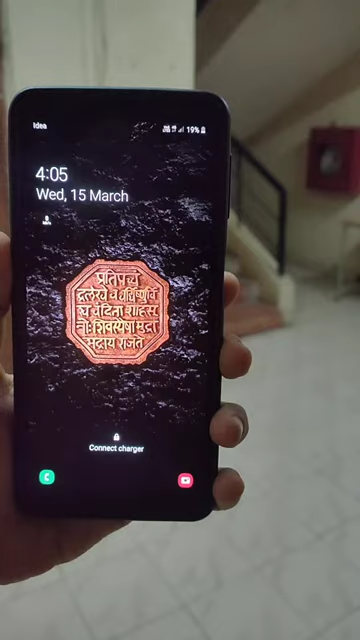 Idea
19%
4:05
Wed, 15 March
प्रतिपच्चं
द्रलेखेव वर्धिष्णुर्वि
श्ववंदिता शाहसू
नोः शिवस्यैषा मुद्रा
भद्राय राजते
Connect charger